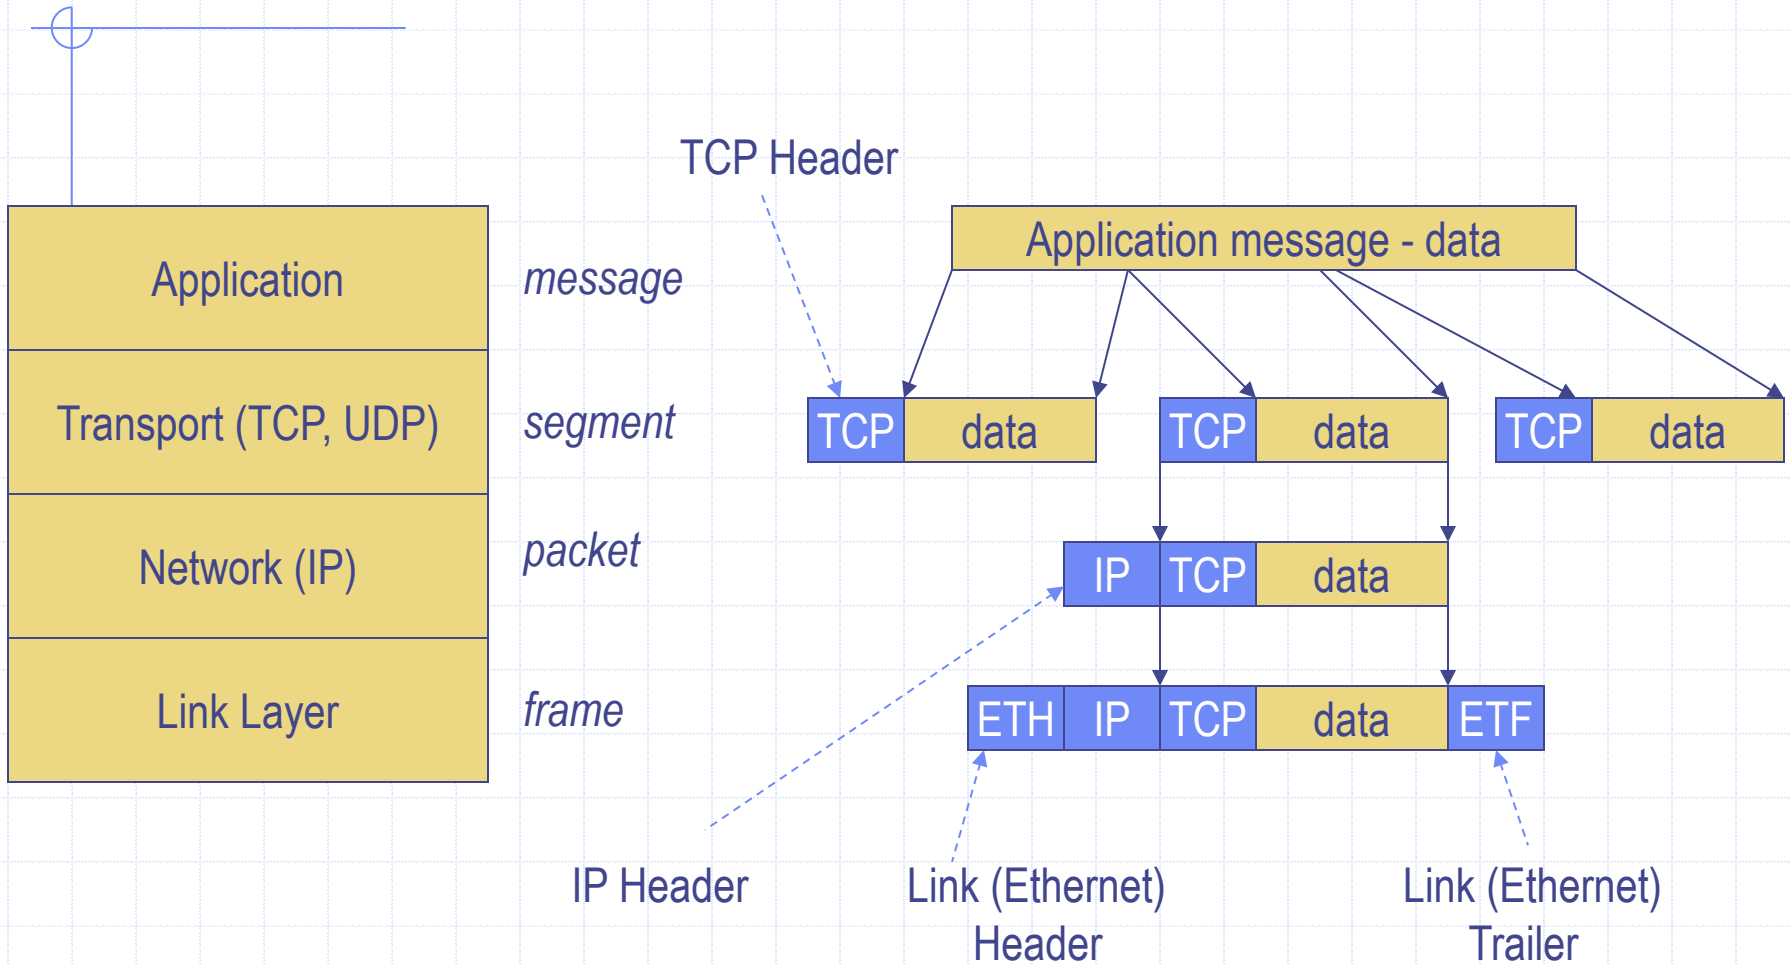 TCP Header
Application message - data
Application
message
Transport (TCP, UDP)
segment
TCP data TCP data TCP data
Network (IP)
packet
IP TCP data
Link Layer
frame
ETH IP TCP data ETF
IP Header
Link (Ethernet)
Header
Link (Ethernet)
Trailer